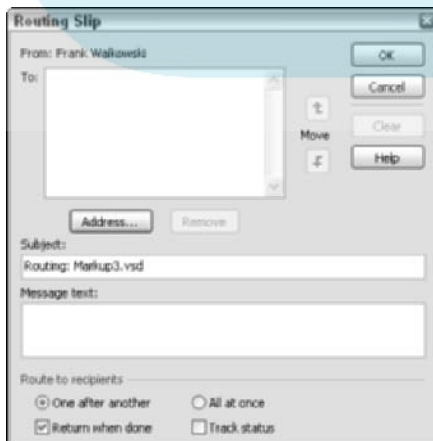 Routing Slip
From: Frank Walkowski
To:
OK
Cancel
Clear
Move
Help
Address...
Remove
Subject:
Routing: Markup3.vsd
Message text:
Route to recipients
One after another
All at once
Return when done
Track status